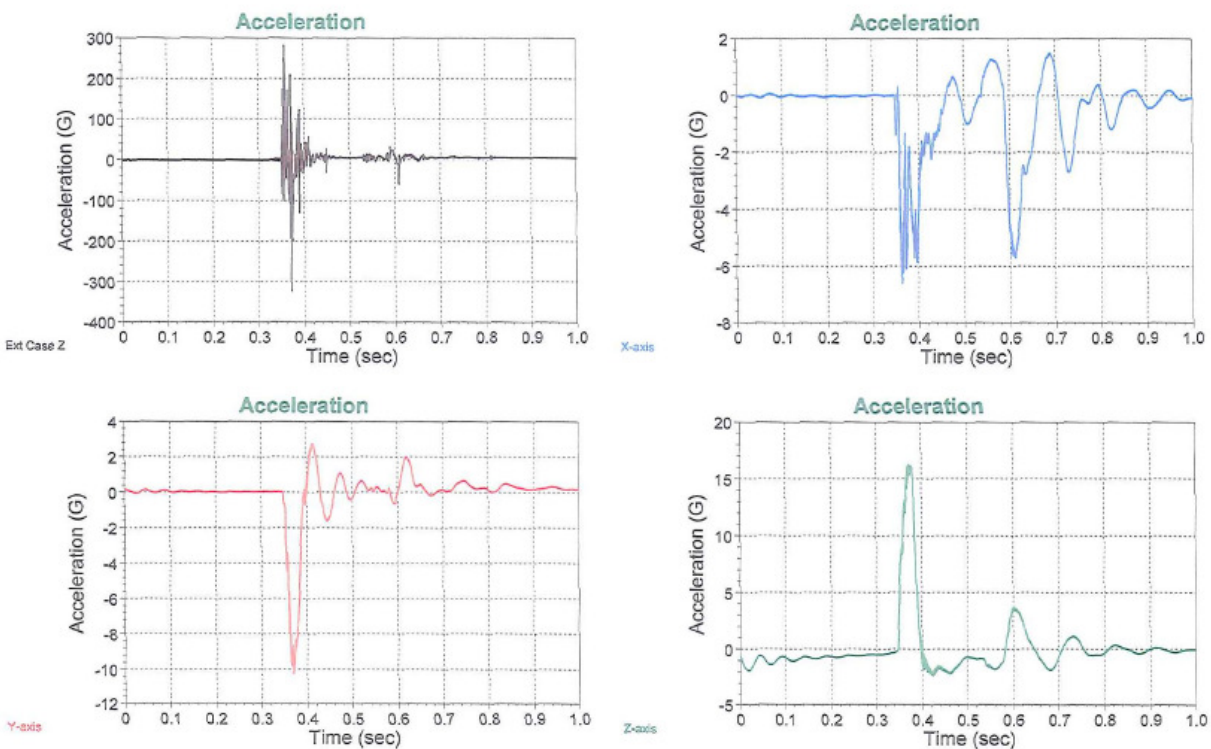 Acceleration
300
200
100
0
-100
-200
-300
-400
Acceleration (G)
0 0.1 0.2 0.3 0.4 0.5 0.6 0.7 0.8 0.9 1.0
Time (sec)
Ext Case Z
Acceleration
2
0
-2
-4
-6
-8
Acceleration (G)
0 0.1 0.2 0.3 0.4 0.5 0.6 0.7 0.8 0.9 1.0
Time (sec)
X-axis
Acceleration
4
2
0
-2
-4
-6
-8
-10
-12
Acceleration (G)
0 0.1 0.2 0.3 0.4 0.5 0.6 0.7 0.8 0.9 1.0
Time (sec)
Y-axis
Acceleration
20
15
10
5
0
-5
Acceleration (G)
0 0.1 0.2 0.3 0.4 0.5 0.6 0.7 0.8 0.9 1.0
Time (sec)
Z-axis